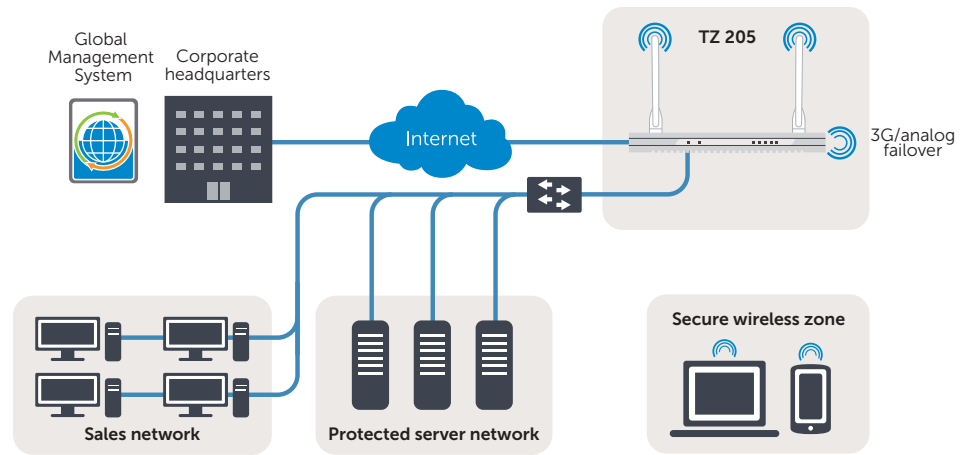 Global
Management
System
Corporate
headquarters
Internet
TZ 205
3G/analog
failover
Sales network
Protected server network
Secure wireless zone